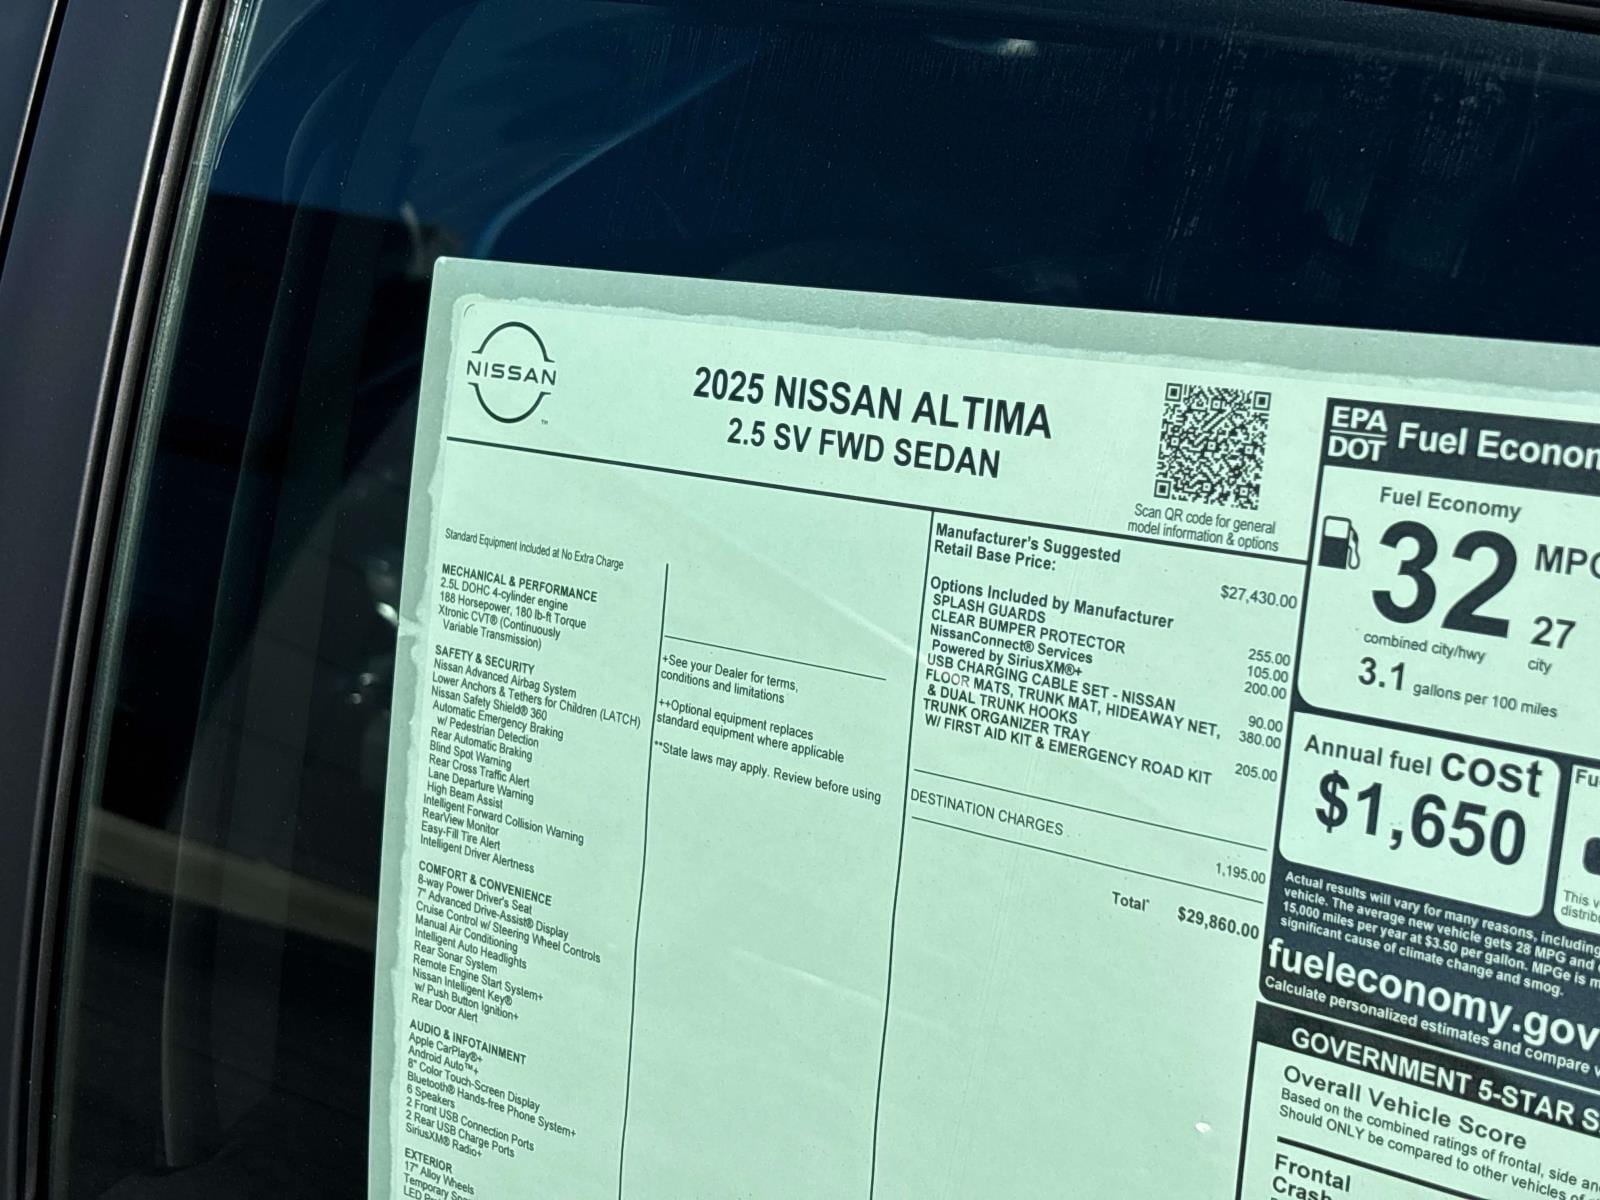 NISSAN
2025 NISSAN ALTIMA
2.5 SV FWD SEDAN
Scan QR code for general
model information & options
Standard Equipment Included at No Extra Charge
MECHANICAL & PERFORMANCE
2.5L DOHC 4-cylinder engine
188 Horsepower, 180 lb-ft Torque
Xtronic CVT® (Continuously
Variable Transmission)
SAFETY & SECURITY
Nissan Advanced Airbag System
Lower Anchors & Tethers for Children (LATCH)
Nissan Safety Shield® 360
Automatic Emergency Braking
w/ Pedestrian Detection
Rear Automatic Braking
Blind Spot Warning
Rear Cross Traffic Alert
Lane Departure Warning
High Beam Assist
Intelligent Forward Collision Warning
RearView Monitor
Easy-Fill Tire Alert
Intelligent Driver Alertness
COMFORT & CONVENIENCE
8-way Power Driver's Seat
7" Advanced Drive-Assist® Display
Cruise Control w/ Steering Wheel Controls
Manual Air Conditioning
Intelligent Auto Headlights
Rear Sonar System
Remote Engine Start System+
Nissan Intelligent Key®
w/ Push Button Ignition+
Rear Door Alert
AUDIO & INFOTAINMENT
Apple CarPlay®+
Android Auto™+
8" Color Touch-Screen Display
Bluetooth® Hands-free Phone System+
6 Speakers
2 Front USB Connection Ports
2 Rear USB Charge Ports
SiriusXM® Radio+
EXTERIOR
17" Alloy Wheels
Temporary
LED
+See your Dealer for terms,
conditions and limitations
++Optional equipment replaces
standard equipment where applicable
**State laws may apply. Review before using
Manufacturer's Suggested
Retail Base Price:
$27,430.00
Options Included by Manufacturer
SPLASH GUARDS 255.00
CLEAR BUMPER PROTECTOR 105.00
NissanConnect® Services 200.00
Powered by SiriusXM®+
USB CHARGING CABLE SET - NISSAN 90.00
FLOOR MATS, TRUNK MAT, HIDEAWAY NET, 380.00
& DUAL TRUNK HOOKS
TRUNK ORGANIZER TRAY 205.00
W/ FIRST AID KIT & EMERGENCY ROAD KIT
DESTINATION CHARGES
1,195.00
Total* $29,860.00
EPA
DOT
Fuel Econom
Fuel Economy
32 MPG
27
city
combined city/hwy
3.1 gallons per 100 miles
Annual fuel cost
$1,650
Fu
This v
distrib
Actual results will vary for many reasons, including
vehicle. The average new vehicle gets 28 MPG and
15,000 miles per year at $3.50 per gallon. MPGe is m
significant cause of climate change and smog.
fueleconomy.gov
Calculate personalized estimates and compare v
GOVERNMENT 5-STAR S
Overall Vehicle Score
Based on the combined ratings of frontal, side an
Should ONLY be compared to other vehicles of
Frontal
Crash